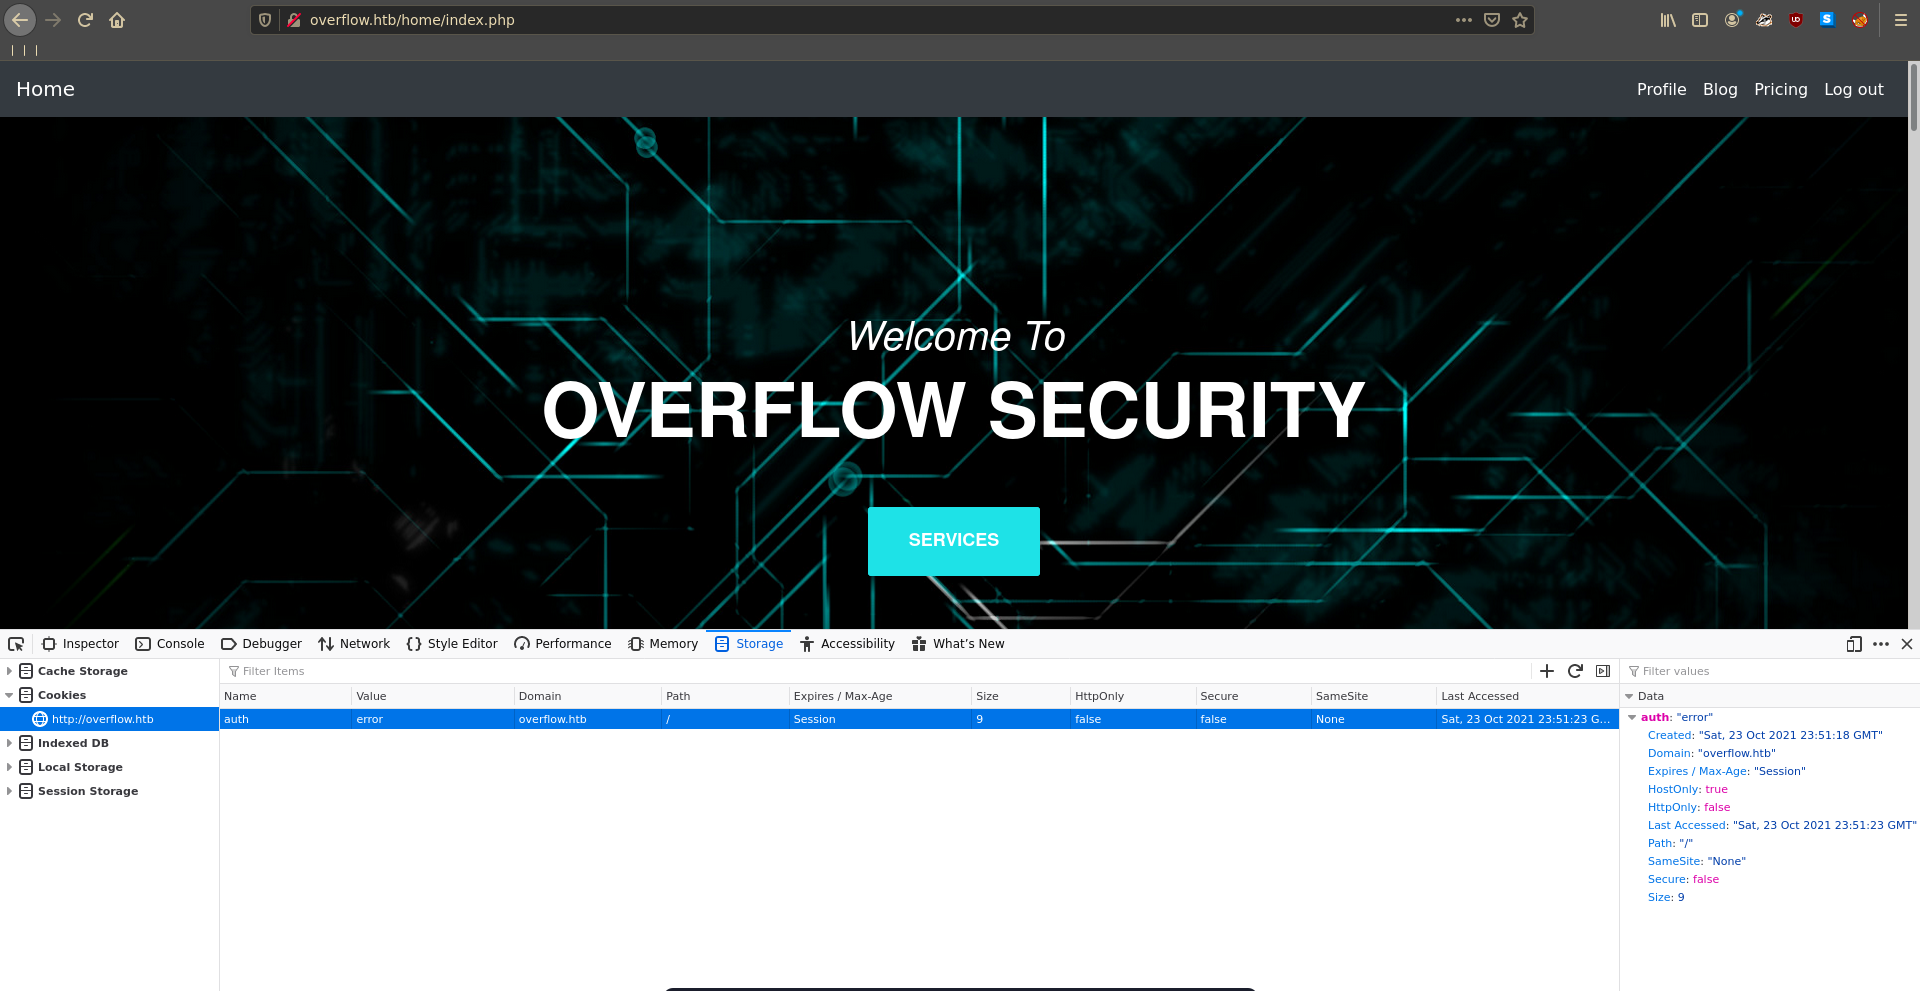 overflow.htb/home/index.php
Home
Profile Blog Pricing Log out
Welcome To
OVERFLOW SECURITY
SERVICES
Inspector Console Debugger Network Style Editor Performance Memory Storage Accessibility What's New
Cache Storage
Cookies
http://overflow.htb
Indexed DB
Local Storage
Session Storage
Filter Items
Name Value Domain Path Expires / Max-Age Size HttpOnly Secure SameSite Last Accessed
auth error overflow.htb / Session 9 false false None Sat, 23 Oct 2021 23:51:23 G...
Filter values
Data
auth: "error"
Created: "Sat, 23 Oct 2021 23:51:18 GMT"
Domain: "overflow.htb"
Expires / Max-Age: "Session"
HostOnly: true
HttpOnly: false
Last Accessed: "Sat, 23 Oct 2021 23:51:23 GMT"
Path: "/"
SameSite: "None"
Secure: false
Size: 9